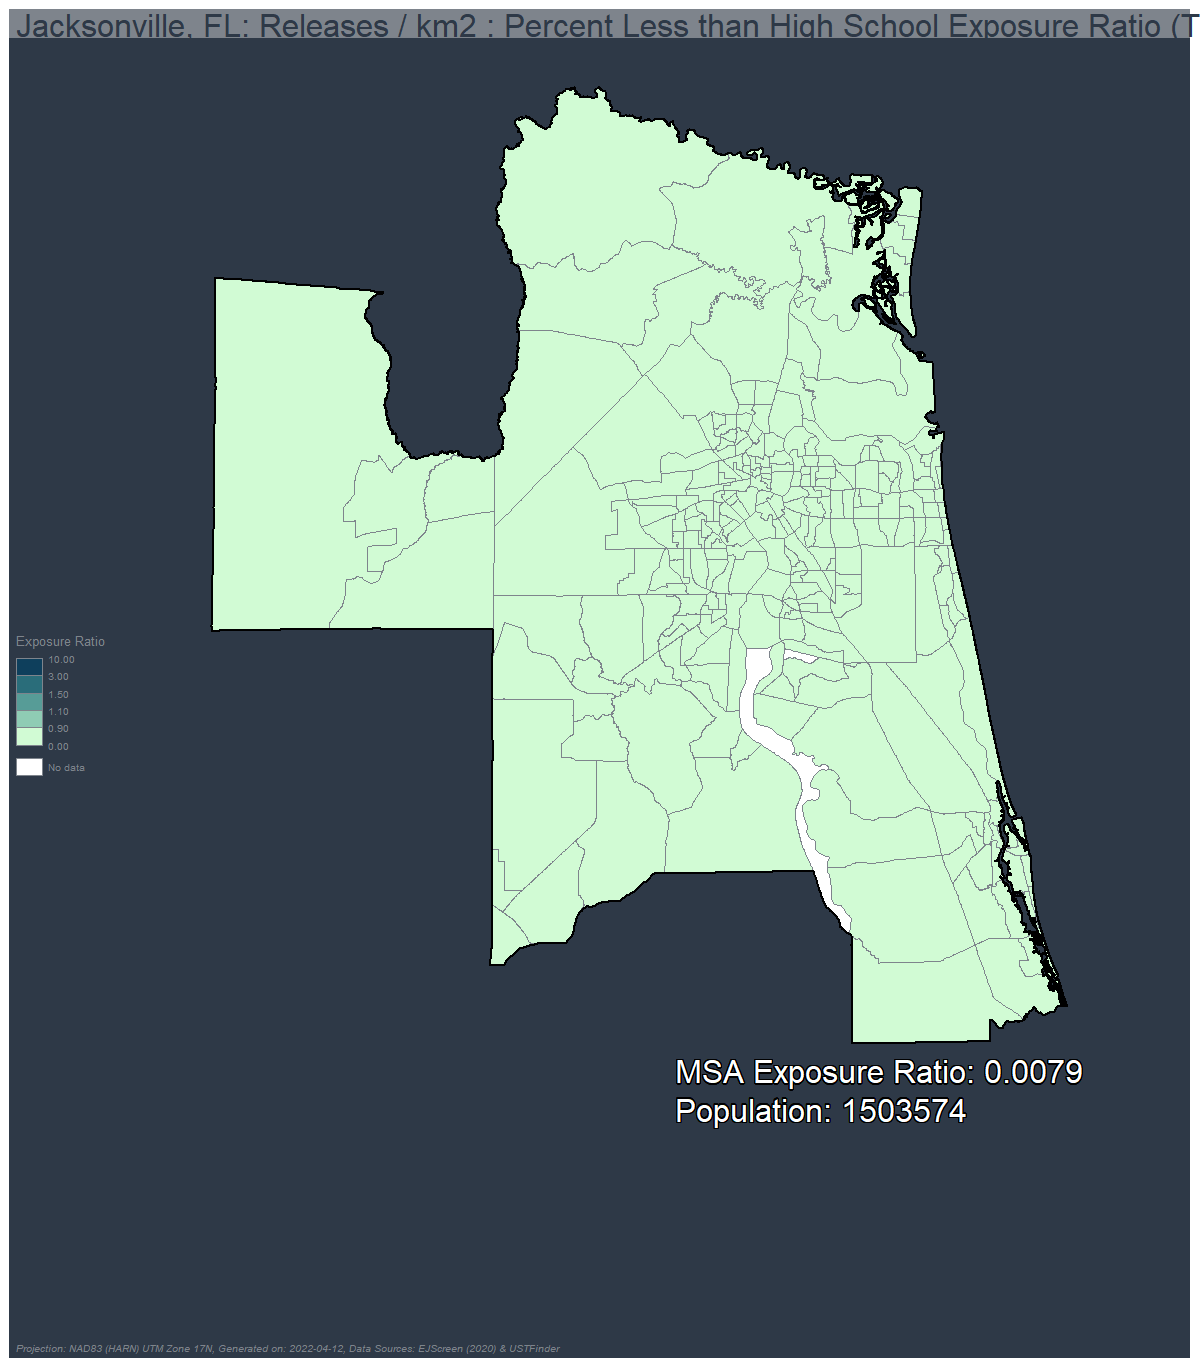 Jacksonville, FL: Releases / km2 : Percent Less than High School Exposure Ratio (T
Exposure Ratio
10.00
3.00
1.50
1.10
0.90
0.00
No data
MSA Exposure Ratio: 0.0079
Population: 1503574
Projection: NAD83 (HARN) UTM Zone 17N, Generated on: 2022-04-12, Data Sources: EJScreen (2020) & USTFinder